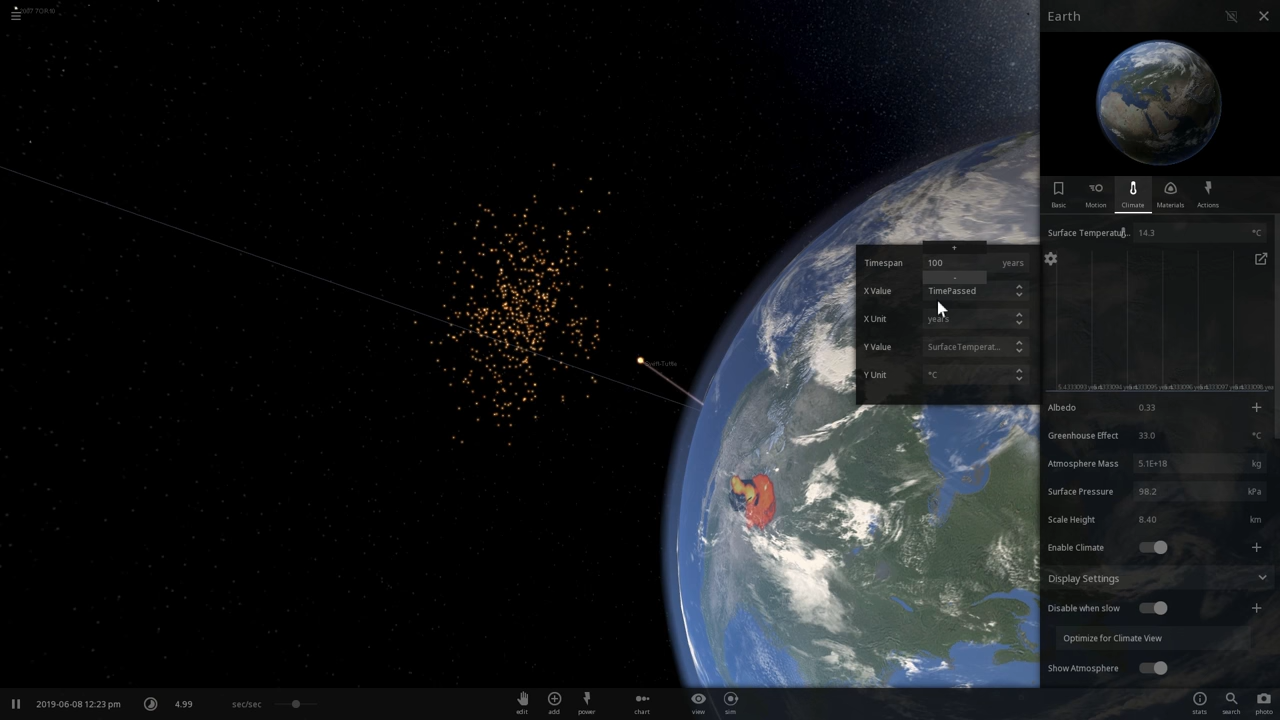 Earth
Basic
Motion
Climate
Materials
Actions
Surface Temperatu...
14.3
°C
+
Timespan
100
years
-
X Value
TimePassed
X Unit
years
Y Value
SurfaceTemperat...
Y Unit
°C
Swift-Tuttle
Albedo
0.33
+
Greenhouse Effect
33.0
°C
Atmosphere Mass
5.1E+18
kg
Surface Pressure
98.2
kPa
Scale Height
8.40
km
Enable Climate
+
Display Settings
Disable when slow
+
Optimize for Climate View
Show Atmosphere
2019-06-08 12:23 pm
4.99
sec/sec
edit
add
power
chart
view
sim
stats
search
photo